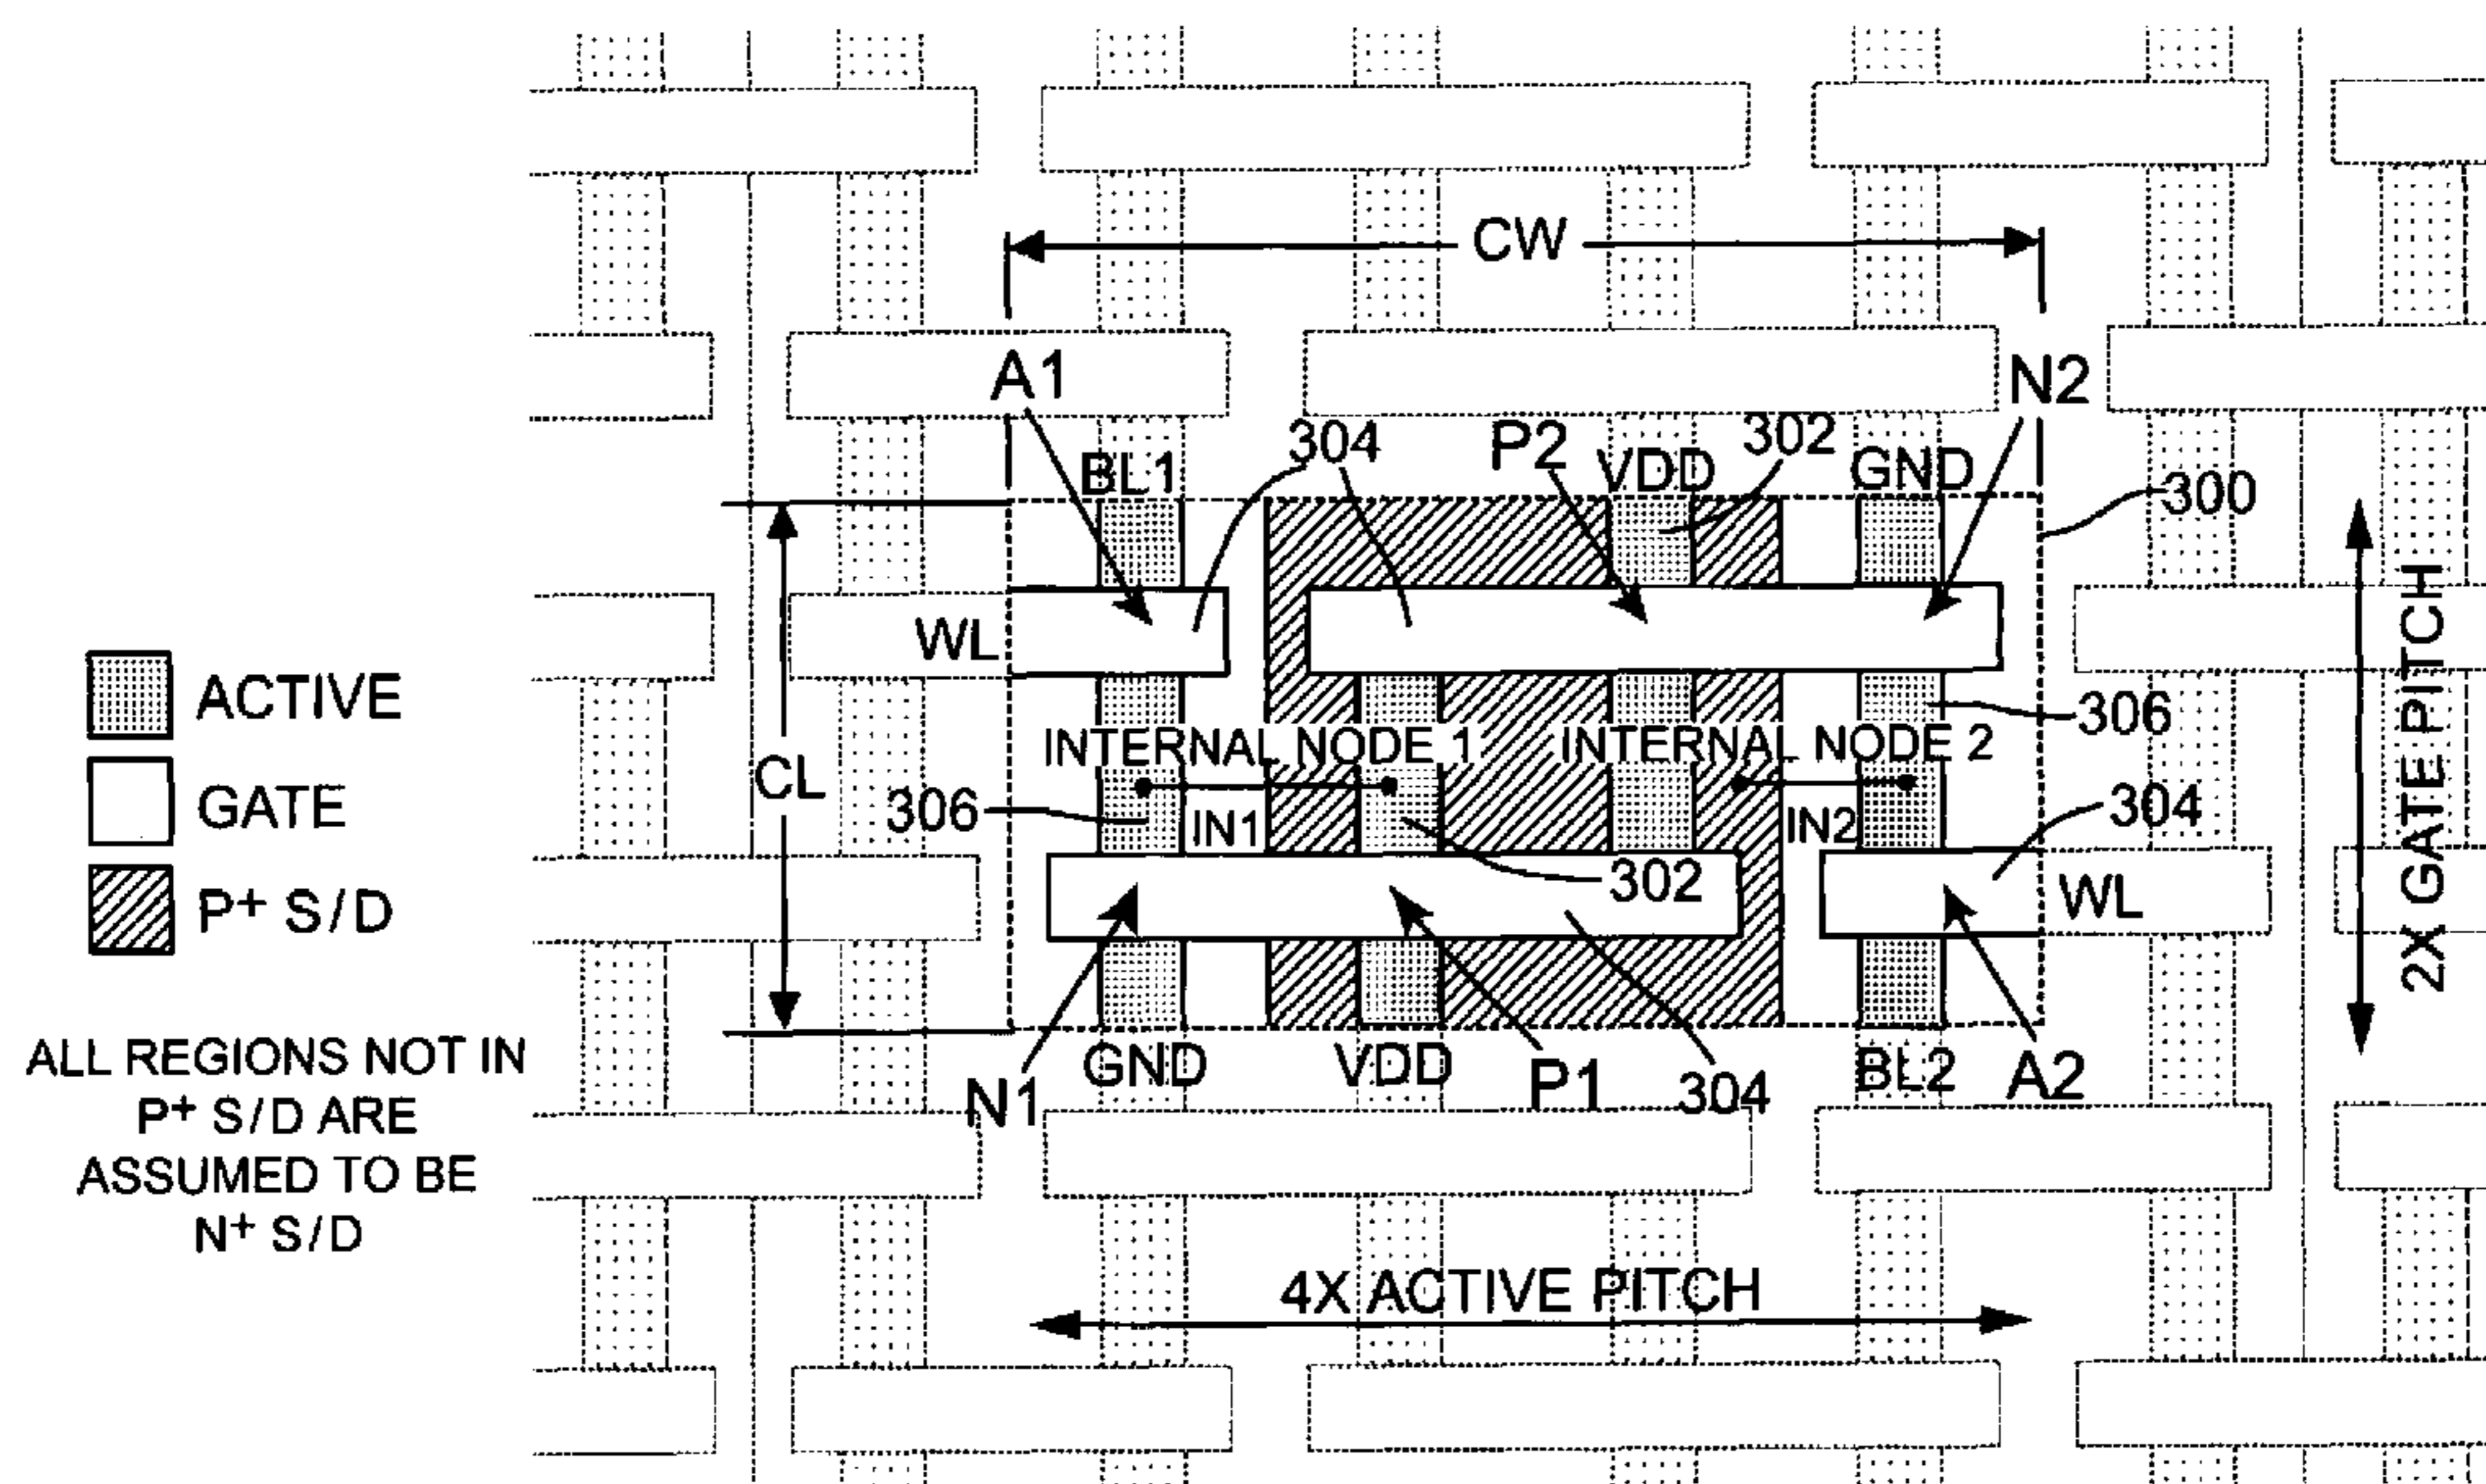 CW
A1
N2
304
P2
302
BL1
VDD
GND
300
WL
ACTIVE
306
INTERNAL NODE 1
INTERNAL NODE 2
CL
GATE
306
IN1
IN2
304
302
WL
P+ S/D
2X GATE PITCH
GND
VDD
BL2
N1
P1
304
A2
ALL REGIONS NOT IN
P+ S/D ARE
ASSUMED TO BE
N+ S/D
4X ACTIVE PITCH